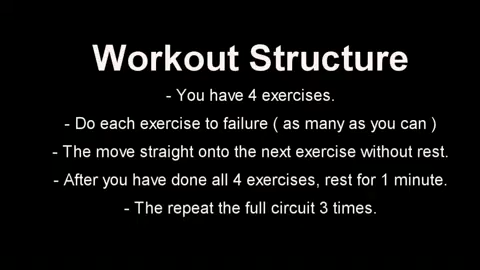 Workout Structure
- You have 4 exercises.
- Do each exercise to failure ( as many as you can )
- The move straight onto the next exercise without rest.
- After you have done all 4 exercises, rest for 1 minute.
- The repeat the full circuit 3 times.